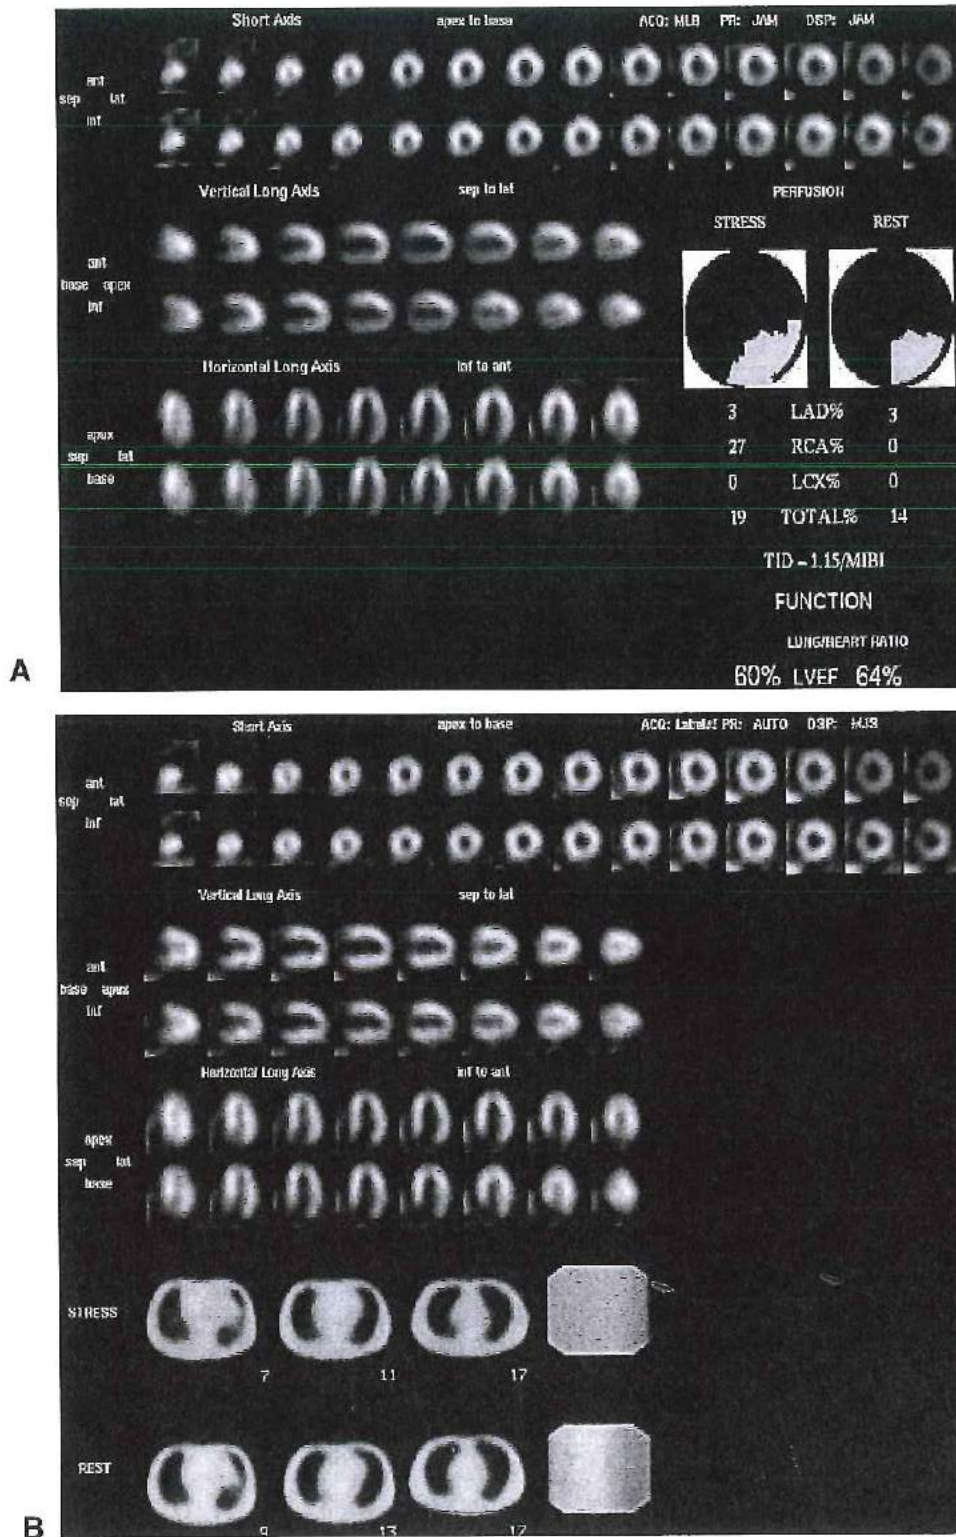 Short Axis apex to base ACQ: MLB PR: JAM DSP: JAM
ant
sep lat
inf
Vertical Long Axis sep to lat PERFUSION
STRESS REST
ant
base apex
inf
Horizontal Long Axis inf to ant
3 LAD% 3
apex
sep lat
27 RCA% 0
base
0 LCX% 0
19 TOTAL% 14
TID - 1.15/MIBI
FUNCTION
LUNG/HEART RATIO
A
60% LVEF 64%
Short Axis apex to base ACQ: PR: AUTO DSP: MJS
ant
sep lat
inf
Vertical Long Axis sep to lat
ant
base apex
inf
Horizontal Long Axis inf to ant
apex
sep lat
base
STRESS
7 11 17
REST
B
9 13 17